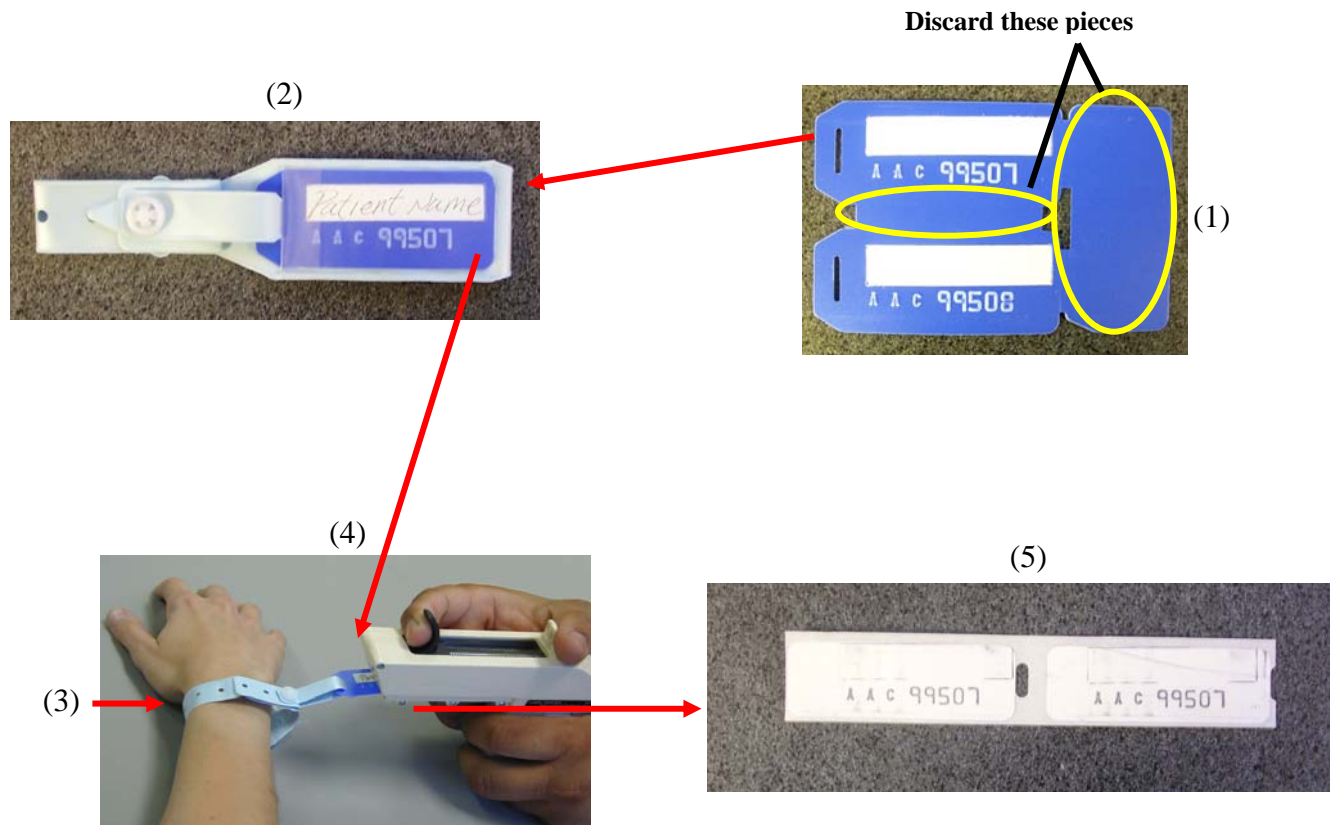 Discard these pieces
(2)
Patient Name
A A C 99507
A A C 99507
A A C 99508
(1)
(4)
(3)
(5)
A A C 99507
A A C 99507